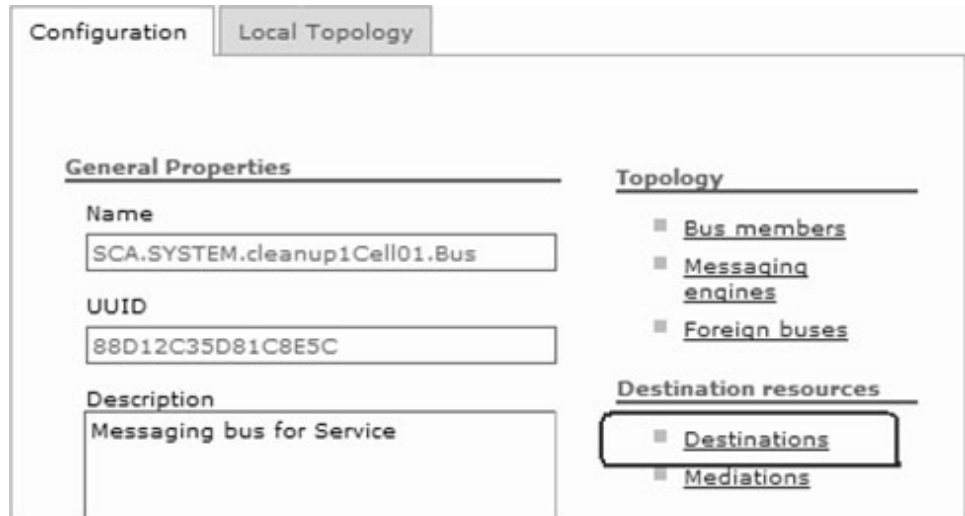 Configuration
Local Topology
General Properties
Name
SCA.SYSTEM.cleanup1Cell01.Bus
UUID
88D12C35D81C8E5C
Description
Messaging bus for Service
Topology
Bus members
Messaging
engines
Foreign buses
Destination resources
Destinations
Mediations